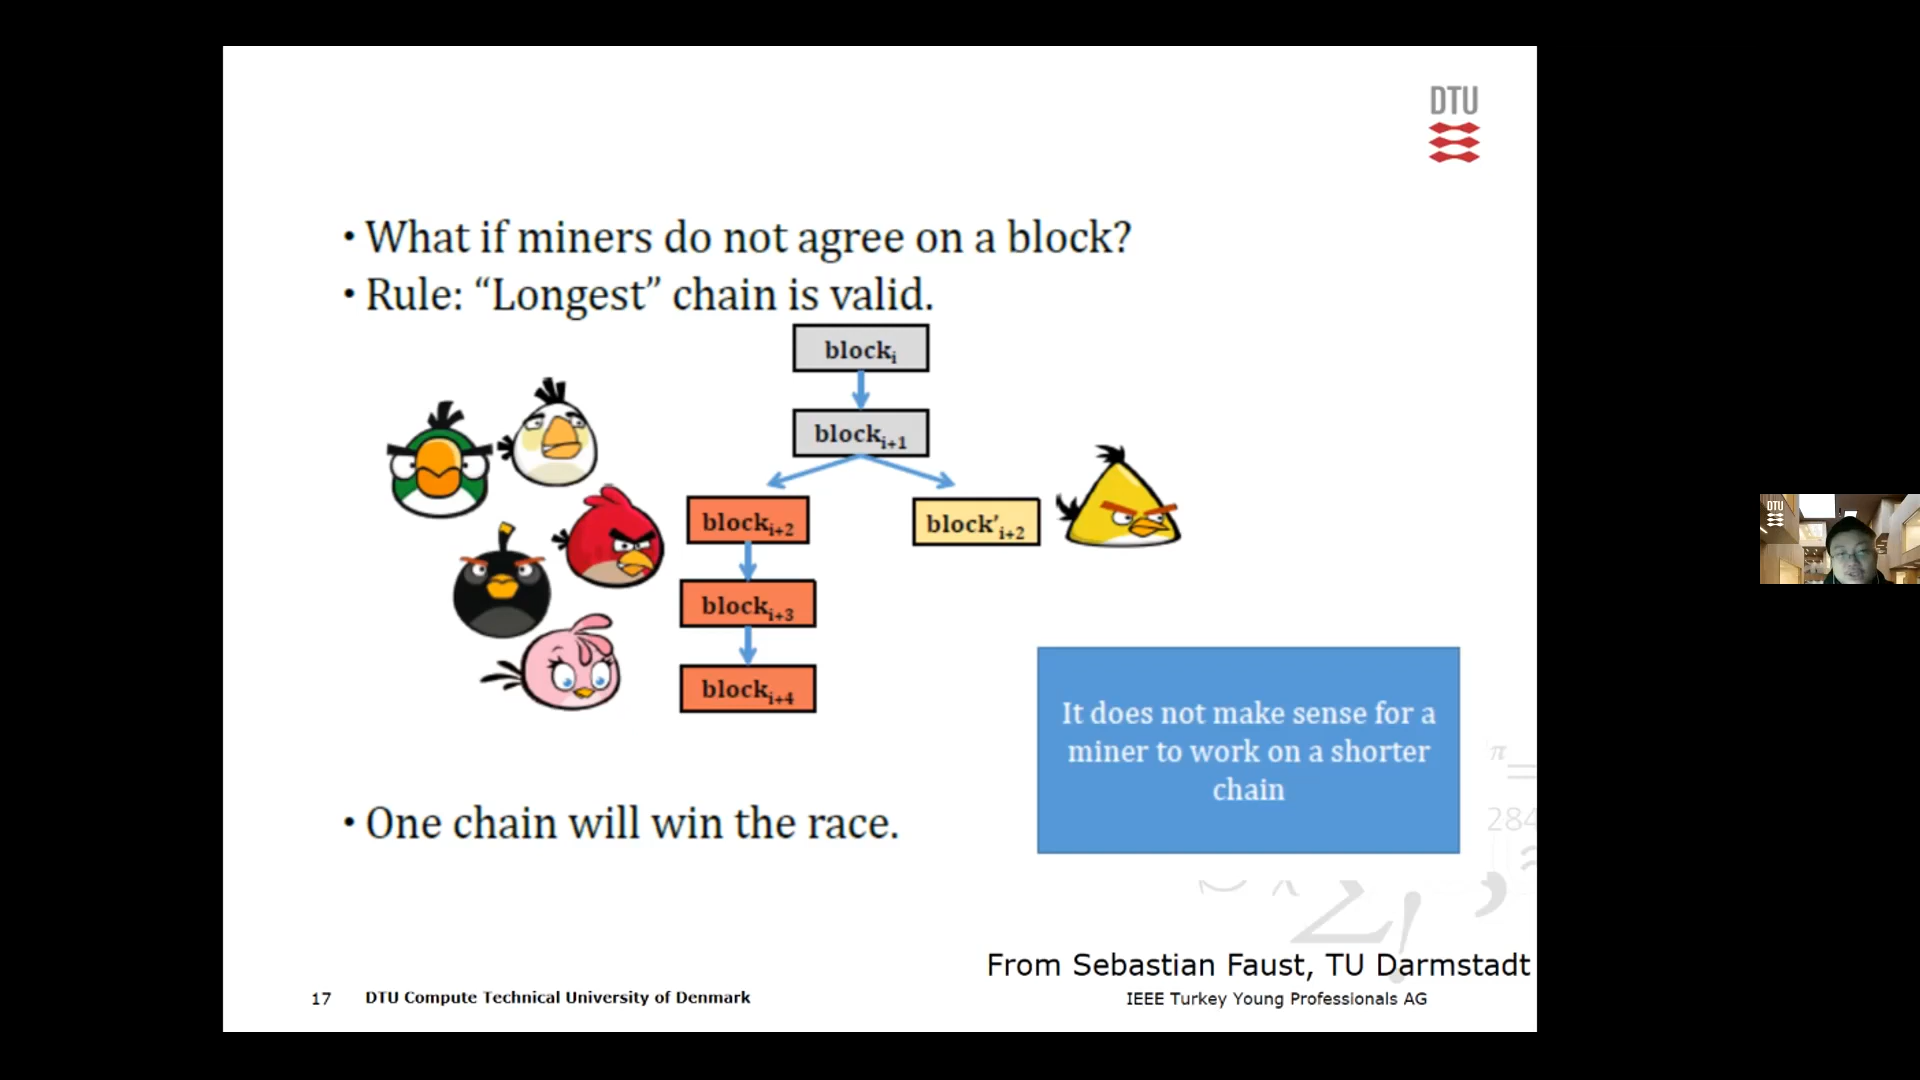 DTU
• What if miners do not agree on a block?
• Rule: “Longest” chain is valid.
blockᵢ
blockᵢ₊₁
blockᵢ₊₂
block’ᵢ₊₂
blockᵢ₊₃
blockᵢ₊₄
It does not make sense for a
miner to work on a shorter
chain
• One chain will win the race.
π
=
284
From Sebastian Faust, TU Darmstadt
17 DTU Compute Technical University of Denmark
IEEE Turkey Young Professionals AG
DTU